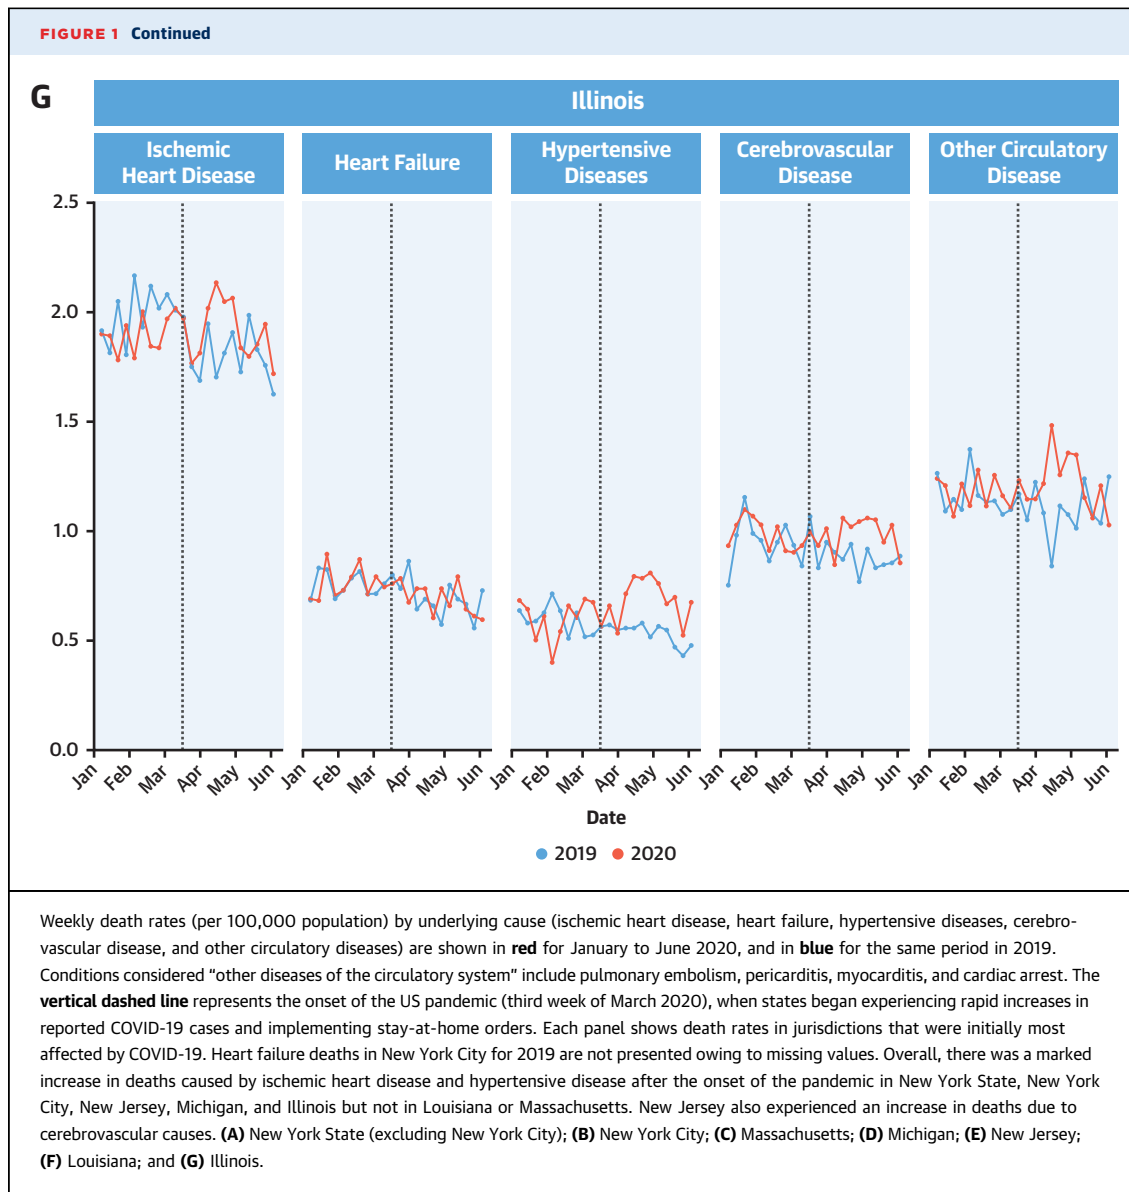 FIGURE 1 Continued
G
Illinois
Ischemic
Heart Disease
Heart Failure
Hypertensive
Diseases
Cerebrovascular
Disease
Other Circulatory
Disease
2.5
2.0
1.5
1.0
0.5
0.0
Jan Feb Mar Apr May Jun Jan Feb Mar Apr May Jun Jan Feb Mar Apr May Jun Jan Feb Mar Apr May Jun Jan Feb Mar Apr May Jun
Date
2019 2020
Weekly death rates (per 100,000 population) by underlying cause (ischemic heart disease, heart failure, hypertensive diseases, cerebro-
vascular disease, and other circulatory diseases) are shown in red for January to June 2020, and in blue for the same period in 2019.
Conditions considered “other diseases of the circulatory system” include pulmonary embolism, pericarditis, myocarditis, and cardiac arrest. The
vertical dashed line represents the onset of the US pandemic (third week of March 2020), when states began experiencing rapid increases in
reported COVID-19 cases and implementing stay-at-home orders. Each panel shows death rates in jurisdictions that were initially most
affected by COVID-19. Heart failure deaths in New York City for 2019 are not presented owing to missing values. Overall, there was a marked
increase in deaths caused by ischemic heart disease and hypertensive disease after the onset of the pandemic in New York State, New York
City, New Jersey, Michigan, and Illinois but not in Louisiana or Massachusetts. New Jersey also experienced an increase in deaths due to
cerebrovascular causes. (A) New York State (excluding New York City); (B) New York City; (C) Massachusetts; (D) Michigan; (E) New Jersey;
(F) Louisiana; and (G) Illinois.